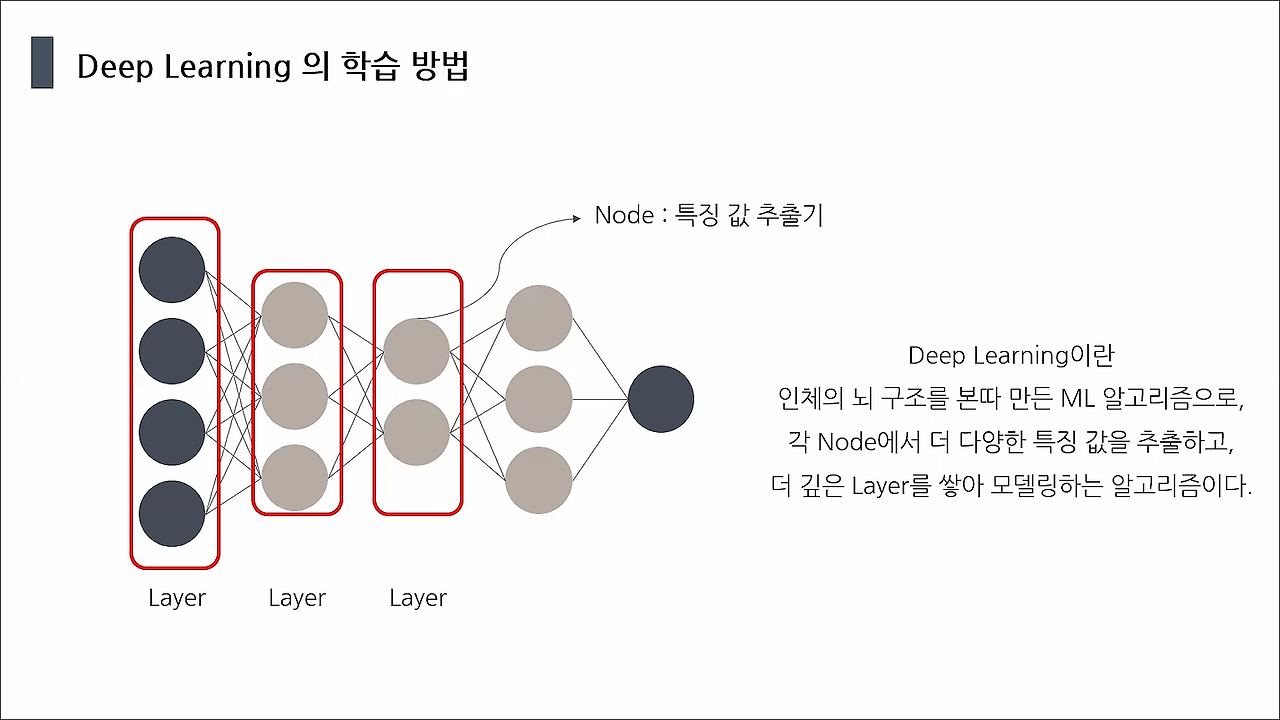 Deep Learning 의 학습 방법
Node : 특징 값 추출기
Deep Learning이란
인체의 뇌 구조를 본따 만든 ML 알고리즘으로,
각 Node에서 더 다양한 특징 값을 추출하고,
더 깊은 Layer를 쌓아 모델링하는 알고리즘이다.
Layer
Layer
Layer